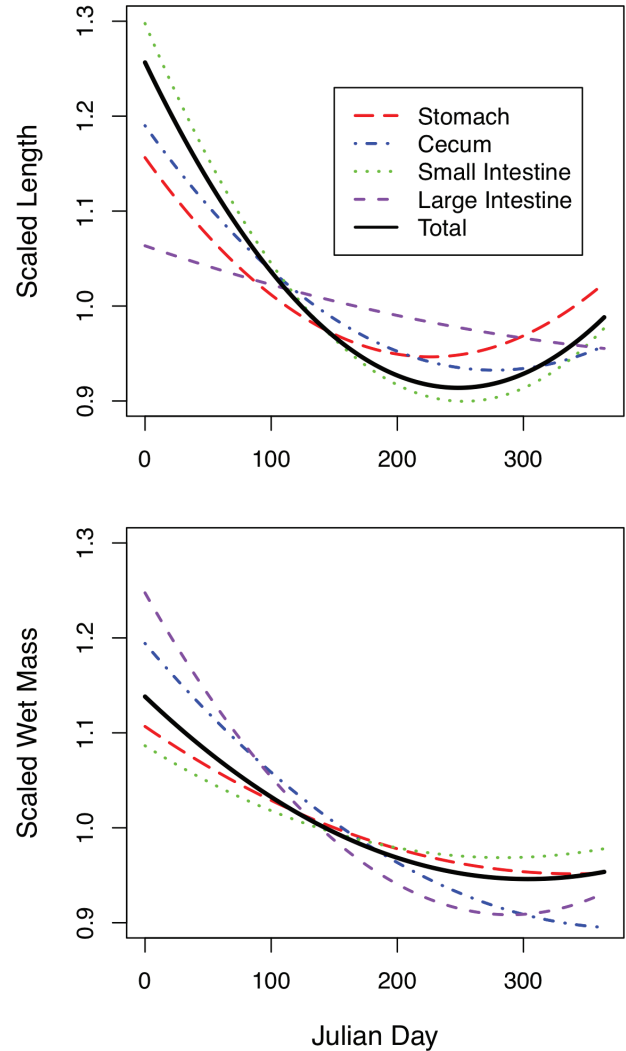 Scaled Length
1.3
1.2
1.1
1.0
0.9
Stomach
Cecum
Small Intestine
Large Intestine
Total
0 100 200 300
Scaled Wet Mass
1.3
1.2
1.1
1.0
0.9
0 100 200 300
Julian Day